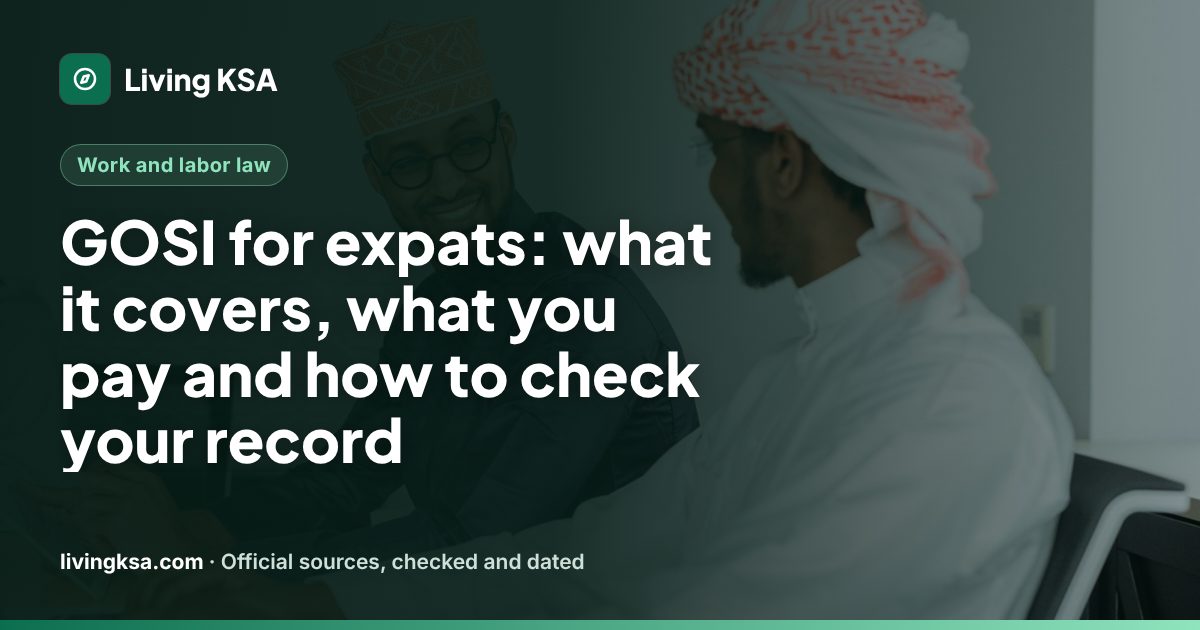 Living KSA
Work and labor law
GOSI for expats: what
it covers, what you
pay and how to check
your record
livingksa.com · Official sources, checked and dated